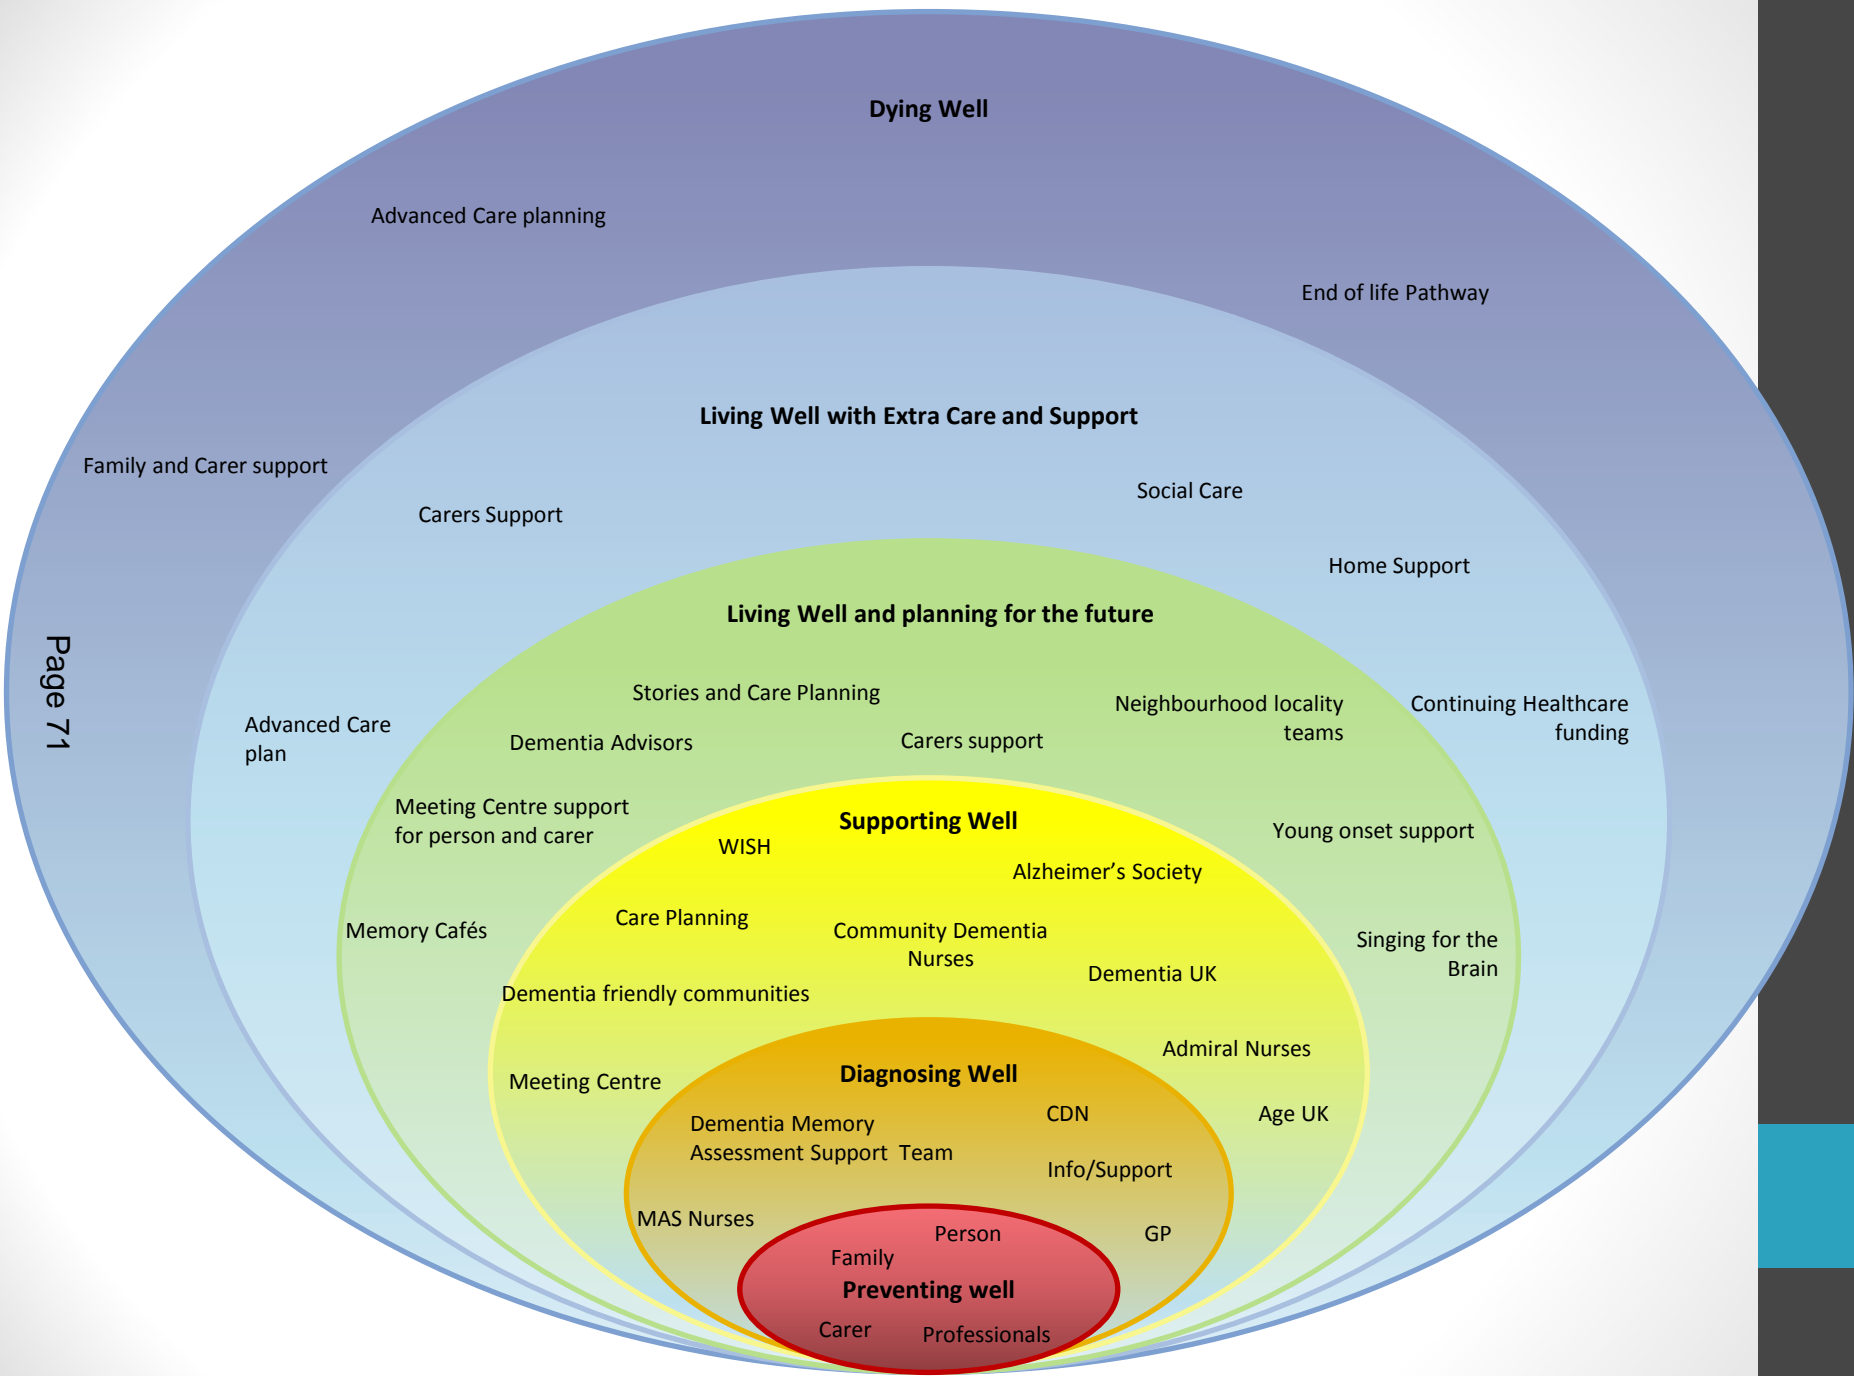 Dying Well
Advanced Care planning
End of life Pathway
Family and Carer support
Living Well with Extra Care and Support
Social Care
Carers Support
Home Support
Advanced Care
plan
Continuing Healthcare
funding
Living Well and planning for the future
Stories and Care Planning
Neighbourhood locality
teams
Dementia Advisors
Carers support
Meeting Centre support
for person and carer
Young onset support
Memory Cafés
Singing for the
Brain
Supporting Well
WISH
Alzheimer’s Society
Care Planning
Community Dementia
Nurses
Dementia UK
Dementia friendly communities
Admiral Nurses
Meeting Centre
Age UK
Diagnosing Well
CDN
Dementia Memory
Assessment Support Team
Info/Support
MAS Nurses
GP
Person
Family
Preventing well
Carer
Professionals
Page 71